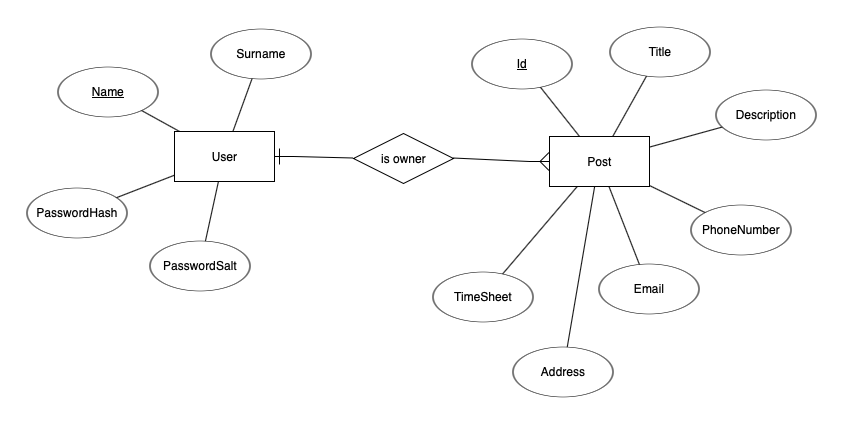 Surname
Id
Title
Name
Description
User
is owner
Post
PasswordHash
PhoneNumber
PasswordSalt
TimeSheet
Email
Address